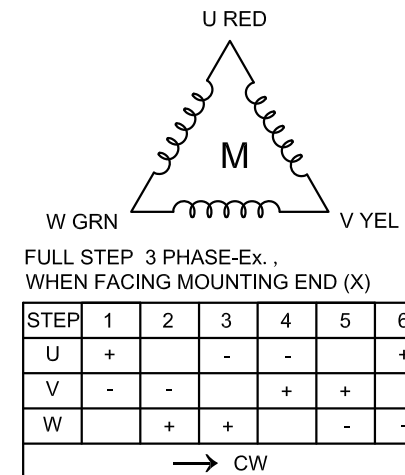 U RED
M
W GRN
V YEL
FULL STEP 3 PHASE-Ex. ,
WHEN FACING MOUNTING END (X)
STEP 1 2 3 4 5 6
U + - - +
V - - + +
W + + - -
→ CW